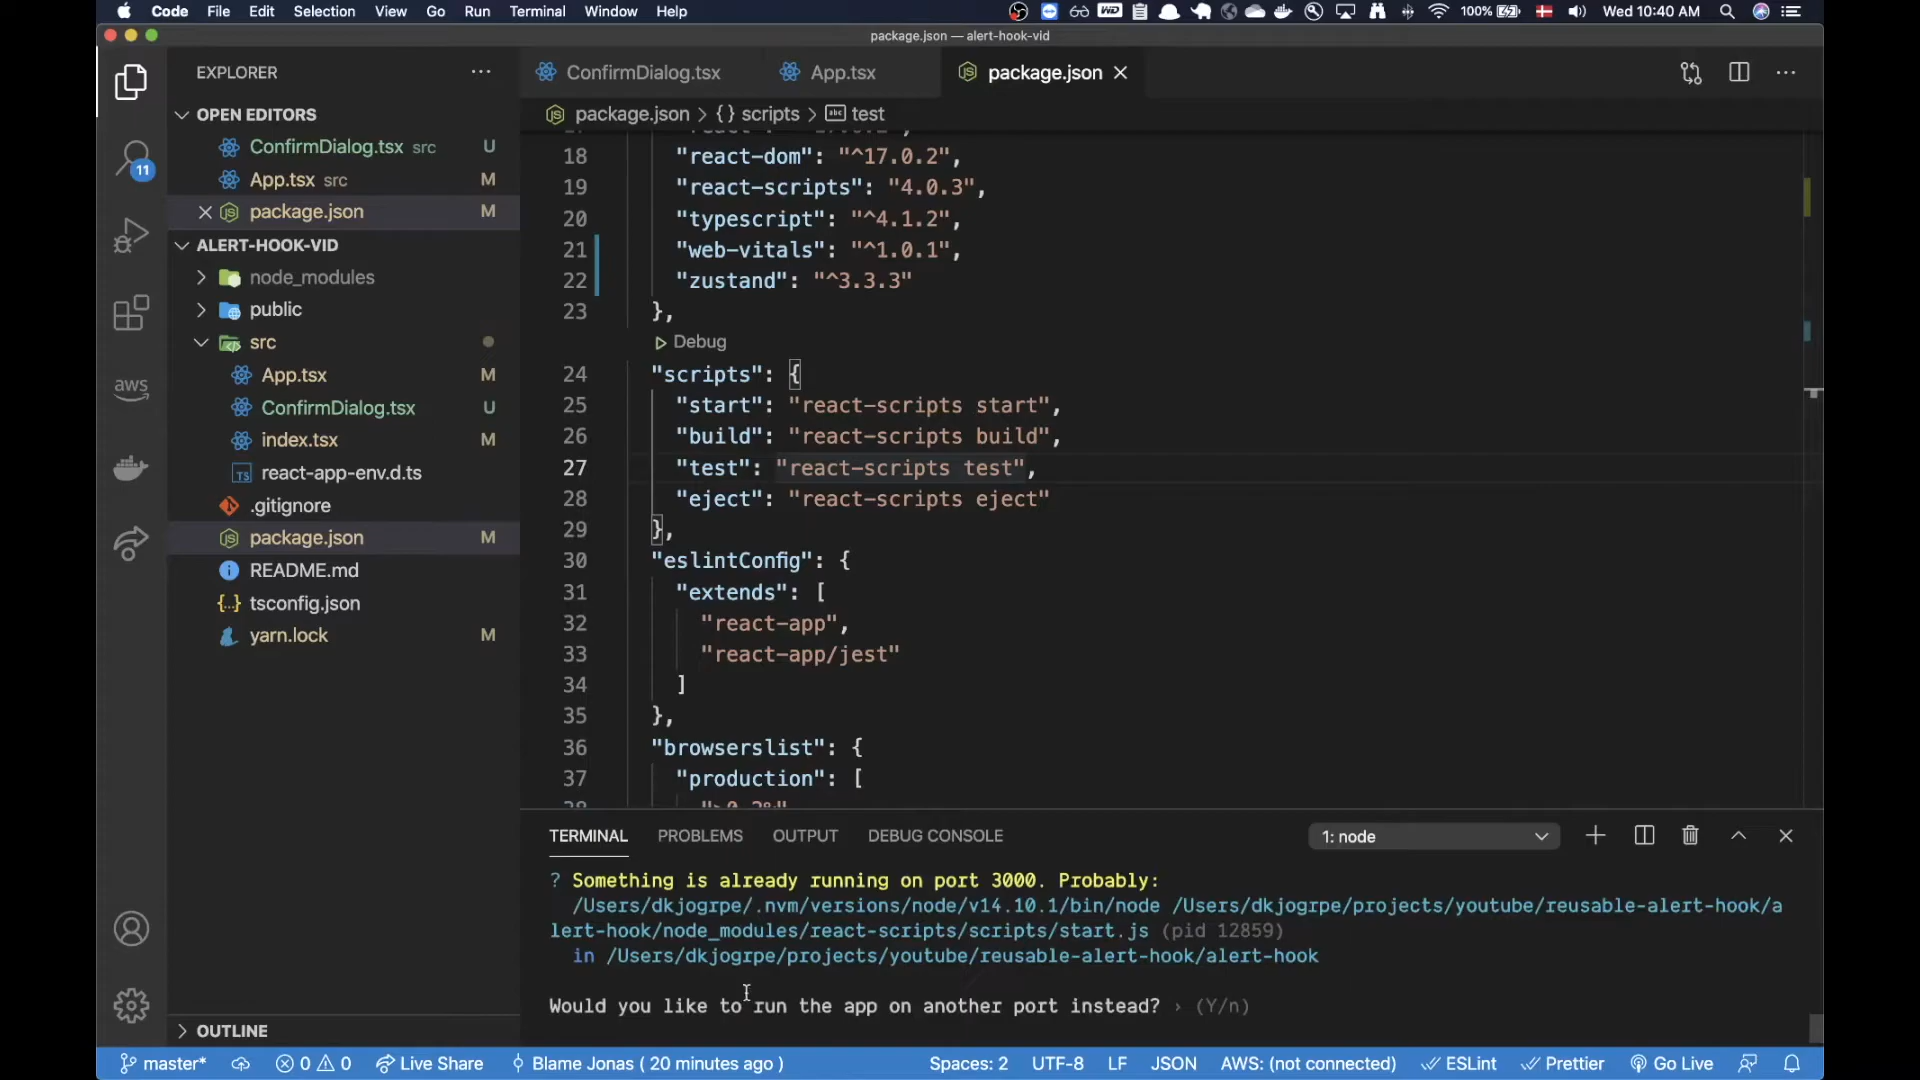 Code File Edit Selection View Go Run Terminal Window Help
100% Wed 10:40 AM
package.json — alert-hook-vid
EXPLORER
OPEN EDITORS
ConfirmDialog.tsx src U
App.tsx src M
package.json M
ALERT-HOOK-VID
node_modules
public
src
App.tsx M
ConfirmDialog.tsx U
index.tsx M
TS react-app-env.d.ts
.gitignore
package.json M
README.md
{..} tsconfig.json
yarn.lock M
OUTLINE
11
aws
ConfirmDialog.tsx App.tsx package.json
package.json > {} scripts > abc test
18 "react-dom": "^17.0.2",
19 "react-scripts": "4.0.3",
20 "typescript": "^4.1.2",
21 "web-vitals": "^1.0.1",
22 "zustand": "^3.3.3"
23 },
Debug
24 "scripts": {
25 "start": "react-scripts start",
26 "build": "react-scripts build",
27 "test": "react-scripts test",
28 "eject": "react-scripts eject"
29 },
30 "eslintConfig": {
31 "extends": [
32 "react-app",
33 "react-app/jest"
34 ]
35 },
36 "browserslist": {
37 "production": [
TERMINAL PROBLEMS OUTPUT DEBUG CONSOLE 1: node
? Something is already running on port 3000. Probably:
/Users/dkjogrpe/.nvm/versions/node/v14.10.1/bin/node /Users/dkjogrpe/projects/youtube/reusable-alert-hook/a
lert-hook/node_modules/react-scripts/scripts/start.js (pid 12859)
in /Users/dkjogrpe/projects/youtube/reusable-alert-hook/alert-hook
Would you like to run the app on another port instead? › (Y/n)
master* 0 0 Live Share Blame Jonas ( 20 minutes ago ) Spaces: 2 UTF-8 LF JSON AWS: (not connected) ESLint Prettier Go Live